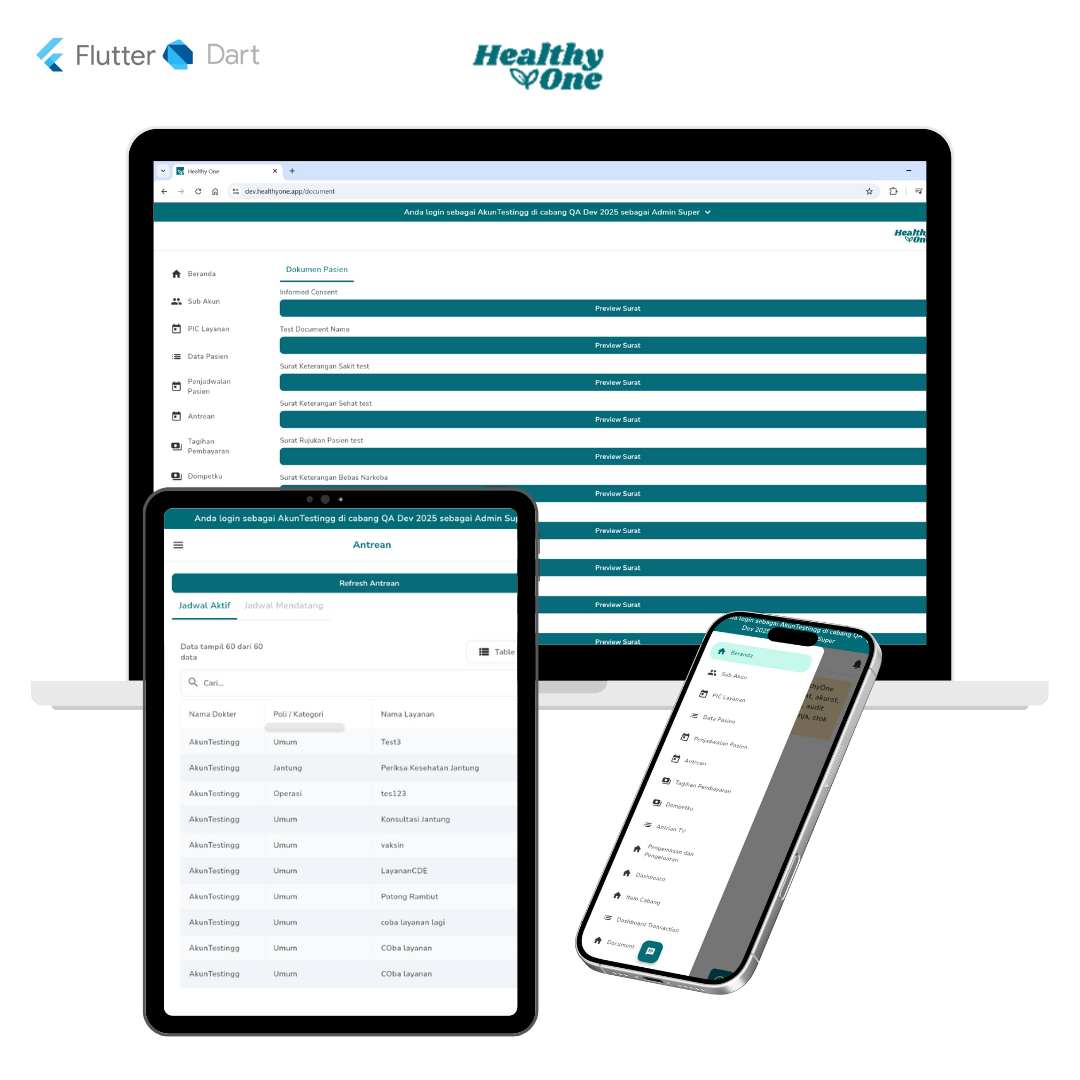 Flutter Dart
Healthy
One
Healthy One
dev.healthyone.app/document
Anda login sebagai AkunTestingg di cabang QA Dev 2025 sebagai Admin Super
Healthy
One
Beranda
Sub Akun
PIC Layanan
Data Pasien
Penjadwalan
Pasien
Antrean
Tagihan
Pembayaran
Dompetku
Dokumen Pasien
Informed Consent
Preview Surat
Test Document Name
Preview Surat
Surat Keterangan Sakit test
Preview Surat
Surat Keterangan Sehat test
Preview Surat
Surat Rujukan Pasien test
Preview Surat
Surat Keterangan Bebas Narkoba
Preview Surat
Preview Surat
Preview Surat
Preview Surat
Preview Surat
Anda login sebagai AkunTestingg di cabang QA Dev 2025 sebagai Admin Sup
Antrean
Refresh Antrean
Jadwal Aktif Jadwal Mendatang
Data tampil 60 dari 60
data
Table
Cari...
Nama Dokter Poli / Kategori Nama Layanan
AkunTestingg Umum Test3
AkunTestingg Jantung Periksa Kesehatan Jantung
AkunTestingg Operasi tes123
AkunTestingg Umum Konsultasi Jantung
AkunTestingg Umum vaksin
AkunTestingg Umum LayananCDE
AkunTestingg Umum Potong Rambut
AkunTestingg Umum coba layanan lagi
AkunTestingg Umum COba layanan
AkunTestingg Umum COba layanan
login sebagai AkunTestingg di cabang QA
Dev 202 Super
Beranda
Sub Akun
PIC Layanan
Data Pasien
Penjadwalan Pasien
Antrean
Tagihan Pembayaran
Dompetku
Antrian TV
Pengemasan dan
Pengeluaran
Dashboard
Item Cabang
Dashboard Transaction
Document
thyOne
at, akurat,
, audit
nja, stok